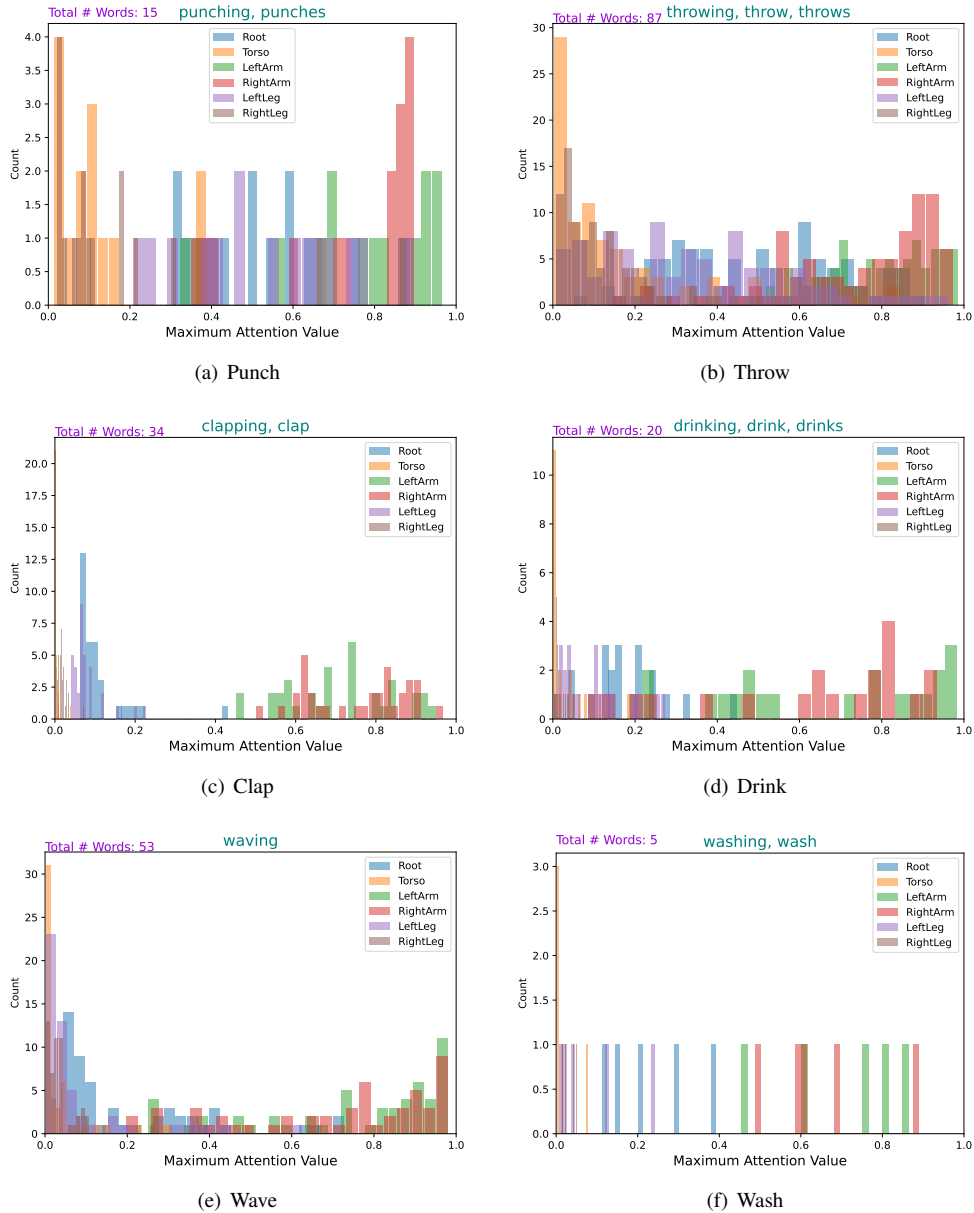 Total # Words: 15
punching, punches
Root
Torso
LeftArm
RightArm
LeftLeg
RightLeg
4.0
3.5
3.0
2.5
2.0
1.5
1.0
0.5
0.0
Count
0.0 0.2 0.4 0.6 0.8 1.0
Maximum Attention Value
(a) Punch
Total # Words: 87
throwing, throw, throws
Root
Torso
LeftArm
RightArm
LeftLeg
RightLeg
30
25
20
15
10
5
0
Count
0.0 0.2 0.4 0.6 0.8 1.0
Maximum Attention Value
(b) Throw
Total # Words: 34
clapping, clap
Root
Torso
LeftArm
RightArm
LeftLeg
RightLeg
20.0
17.5
15.0
12.5
10.0
7.5
5.0
2.5
0.0
Count
0.0 0.2 0.4 0.6 0.8 1.0
Maximum Attention Value
(c) Clap
Total # Words: 20
drinking, drink, drinks
Root
Torso
LeftArm
RightArm
LeftLeg
RightLeg
10
8
6
4
2
0
Count
0.0 0.2 0.4 0.6 0.8 1.0
Maximum Attention Value
(d) Drink
Total # Words: 53
waving
Root
Torso
LeftArm
RightArm
LeftLeg
RightLeg
30
25
20
15
10
5
0
Count
0.0 0.2 0.4 0.6 0.8 1.0
Maximum Attention Value
(e) Wave
Total # Words: 5
washing, wash
Root
Torso
LeftArm
RightArm
LeftLeg
RightLeg
3.0
2.5
2.0
1.5
1.0
0.5
0.0
Count
0.0 0.2 0.4 0.6 0.8 1.0
Maximum Attention Value
(f) Wash